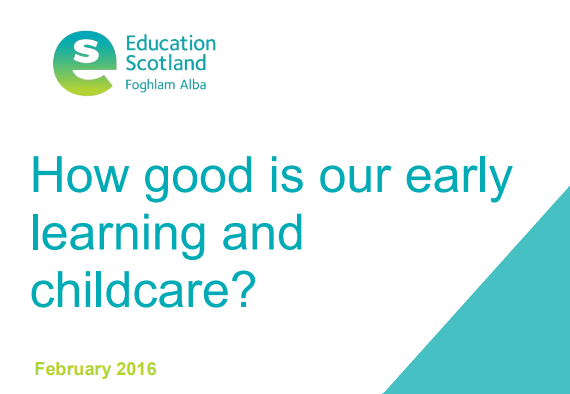 Education
Scotland
Foghlam Alba
How good is our early
learning and
childcare?
February 2016